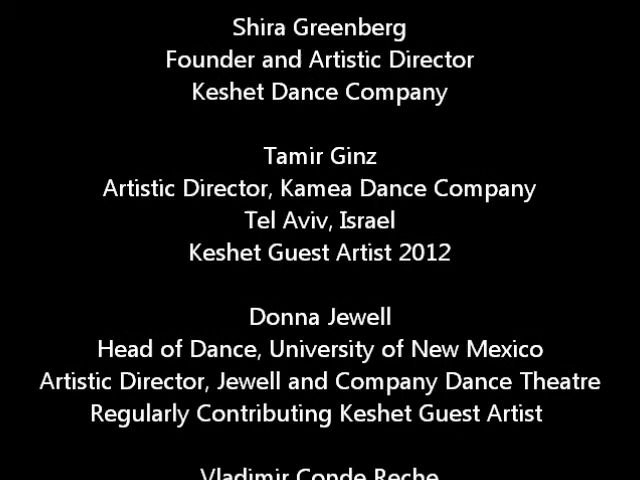 Shira Greenberg
Founder and Artistic Director
Keshet Dance Company
Tamir Ginz
Artistic Director, Kamea Dance Company
Tel Aviv, Israel
Keshet Guest Artist 2012
Donna Jewell
Head of Dance, University of New Mexico
Artistic Director, Jewell and Company Dance Theatre
Regularly Contributing Keshet Guest Artist
Vladimir Conde Reche